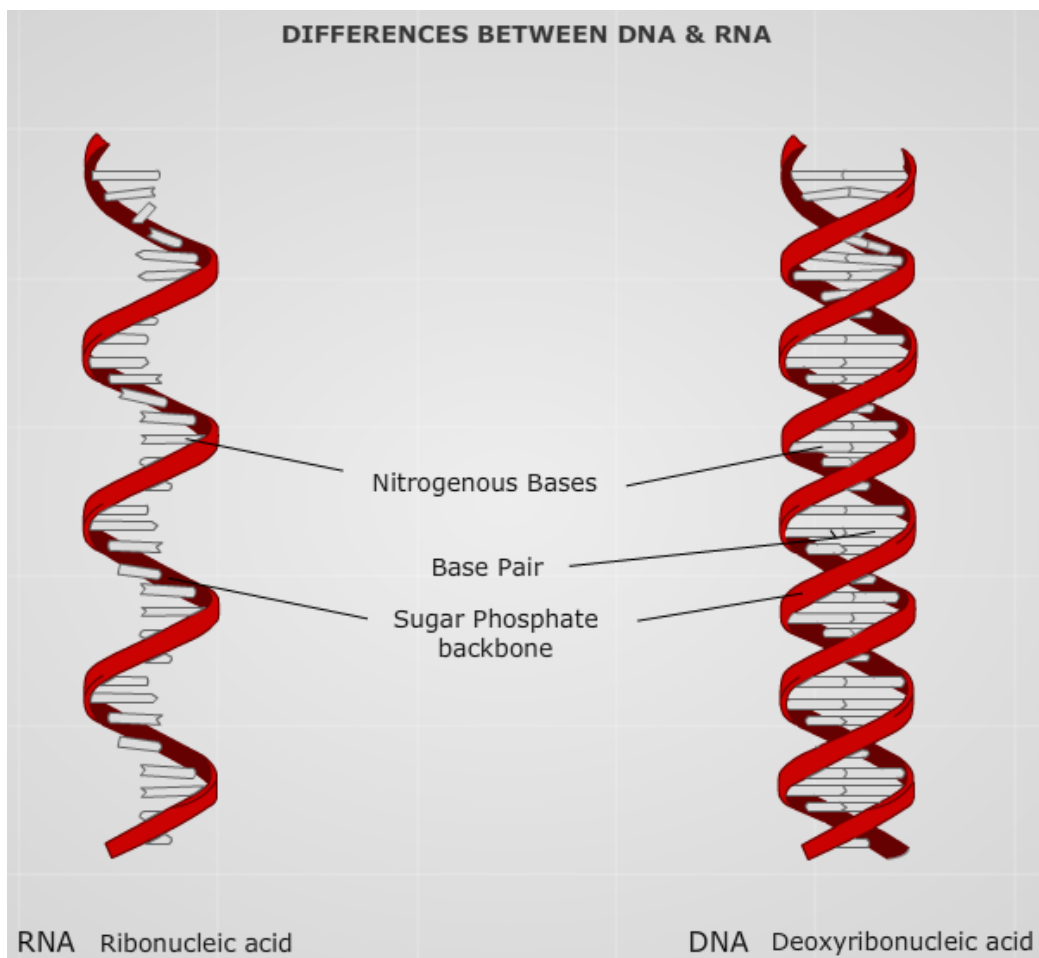 DIFFERENCES BETWEEN DNA & RNA
Nitrogenous Bases
Base Pair
Sugar Phosphate
backbone
RNA Ribonucleic acid
DNA Deoxyribonucleic acid